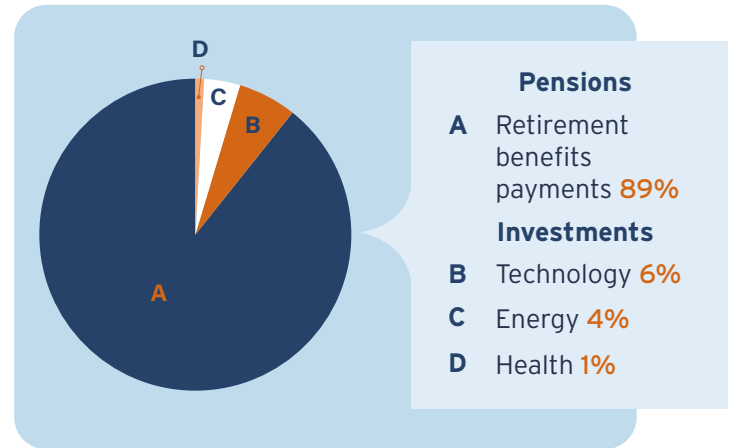 D
C
B
A
Pensions
A Retirement
benefits
payments 89%
Investments
B Technology 6%
C Energy 4%
D Health 1%